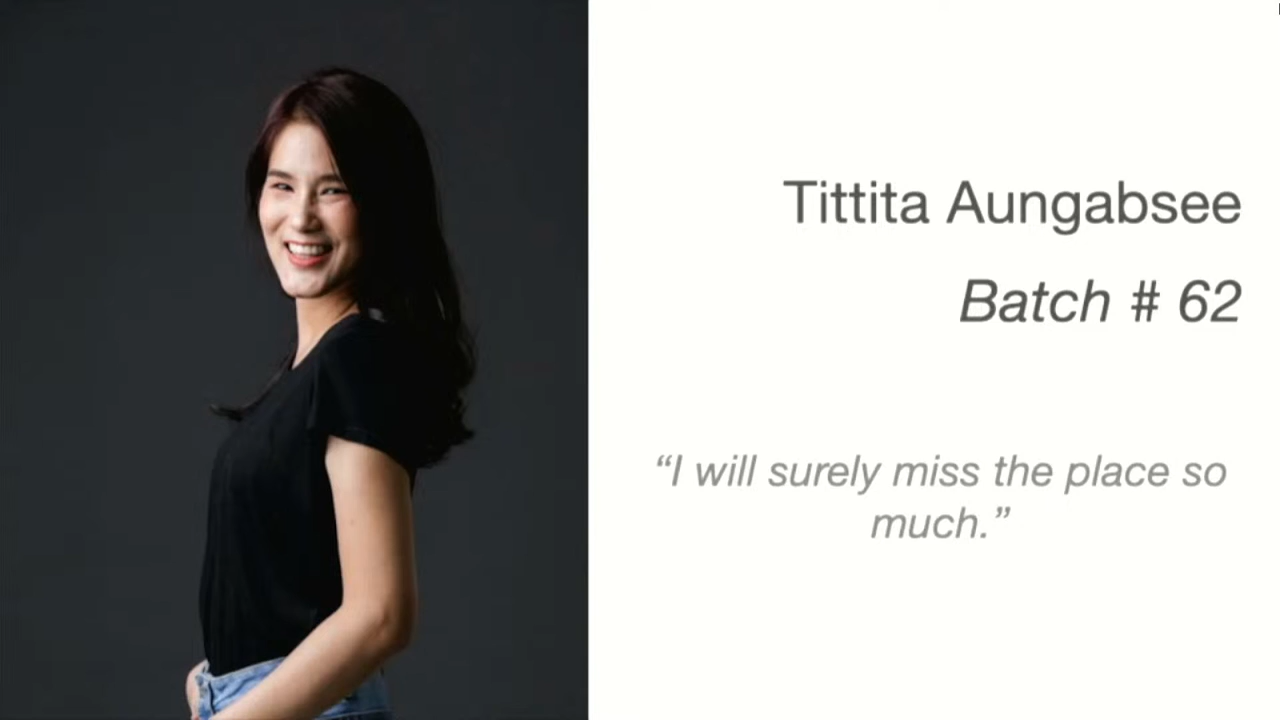 Tittita Aungabsee
Batch # 62
“I will surely miss the place so
much.”